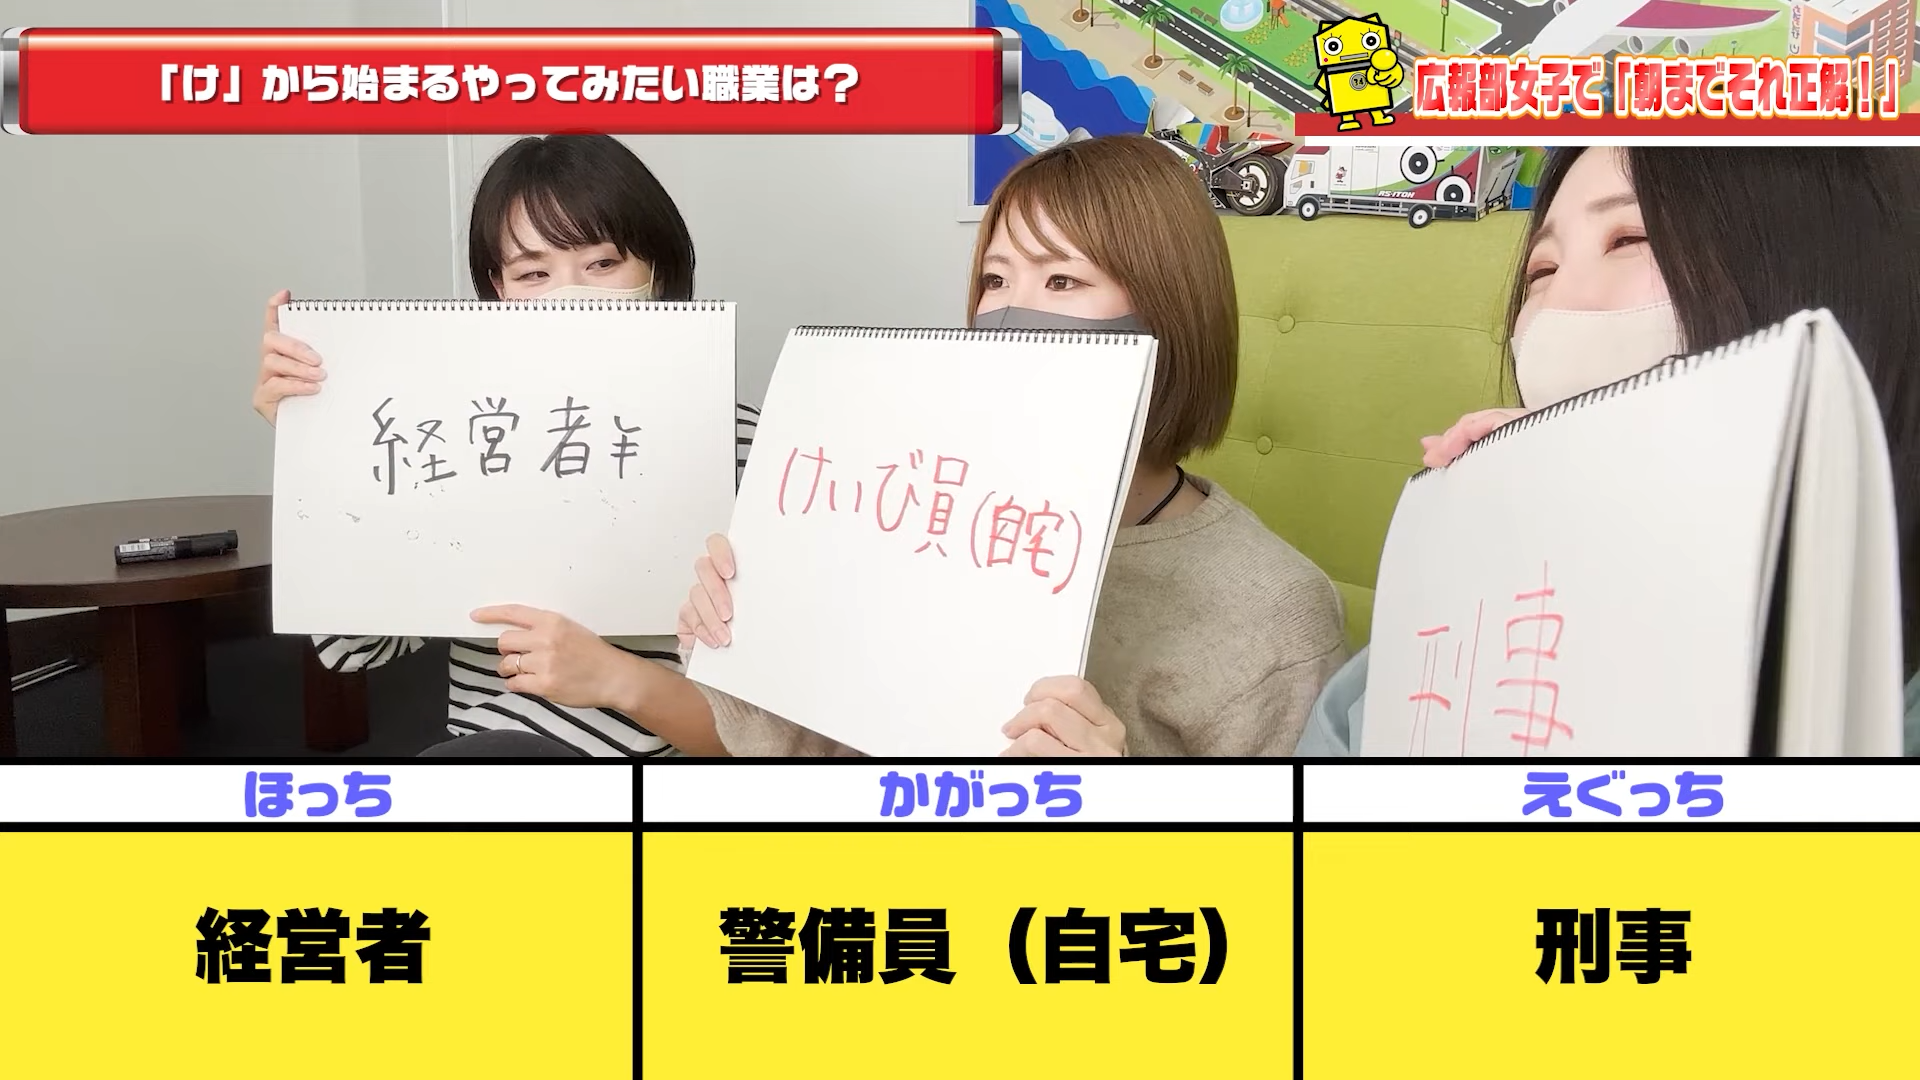 「け」から始まるやってみたい職業は?
広報部女子で「朝までそれ正解!」
RS-ITOH
経営者¥
けいび員(自宅)
刑事
ほっち
かがっち
えぐっち
経営者
警備員(自宅)
刑事